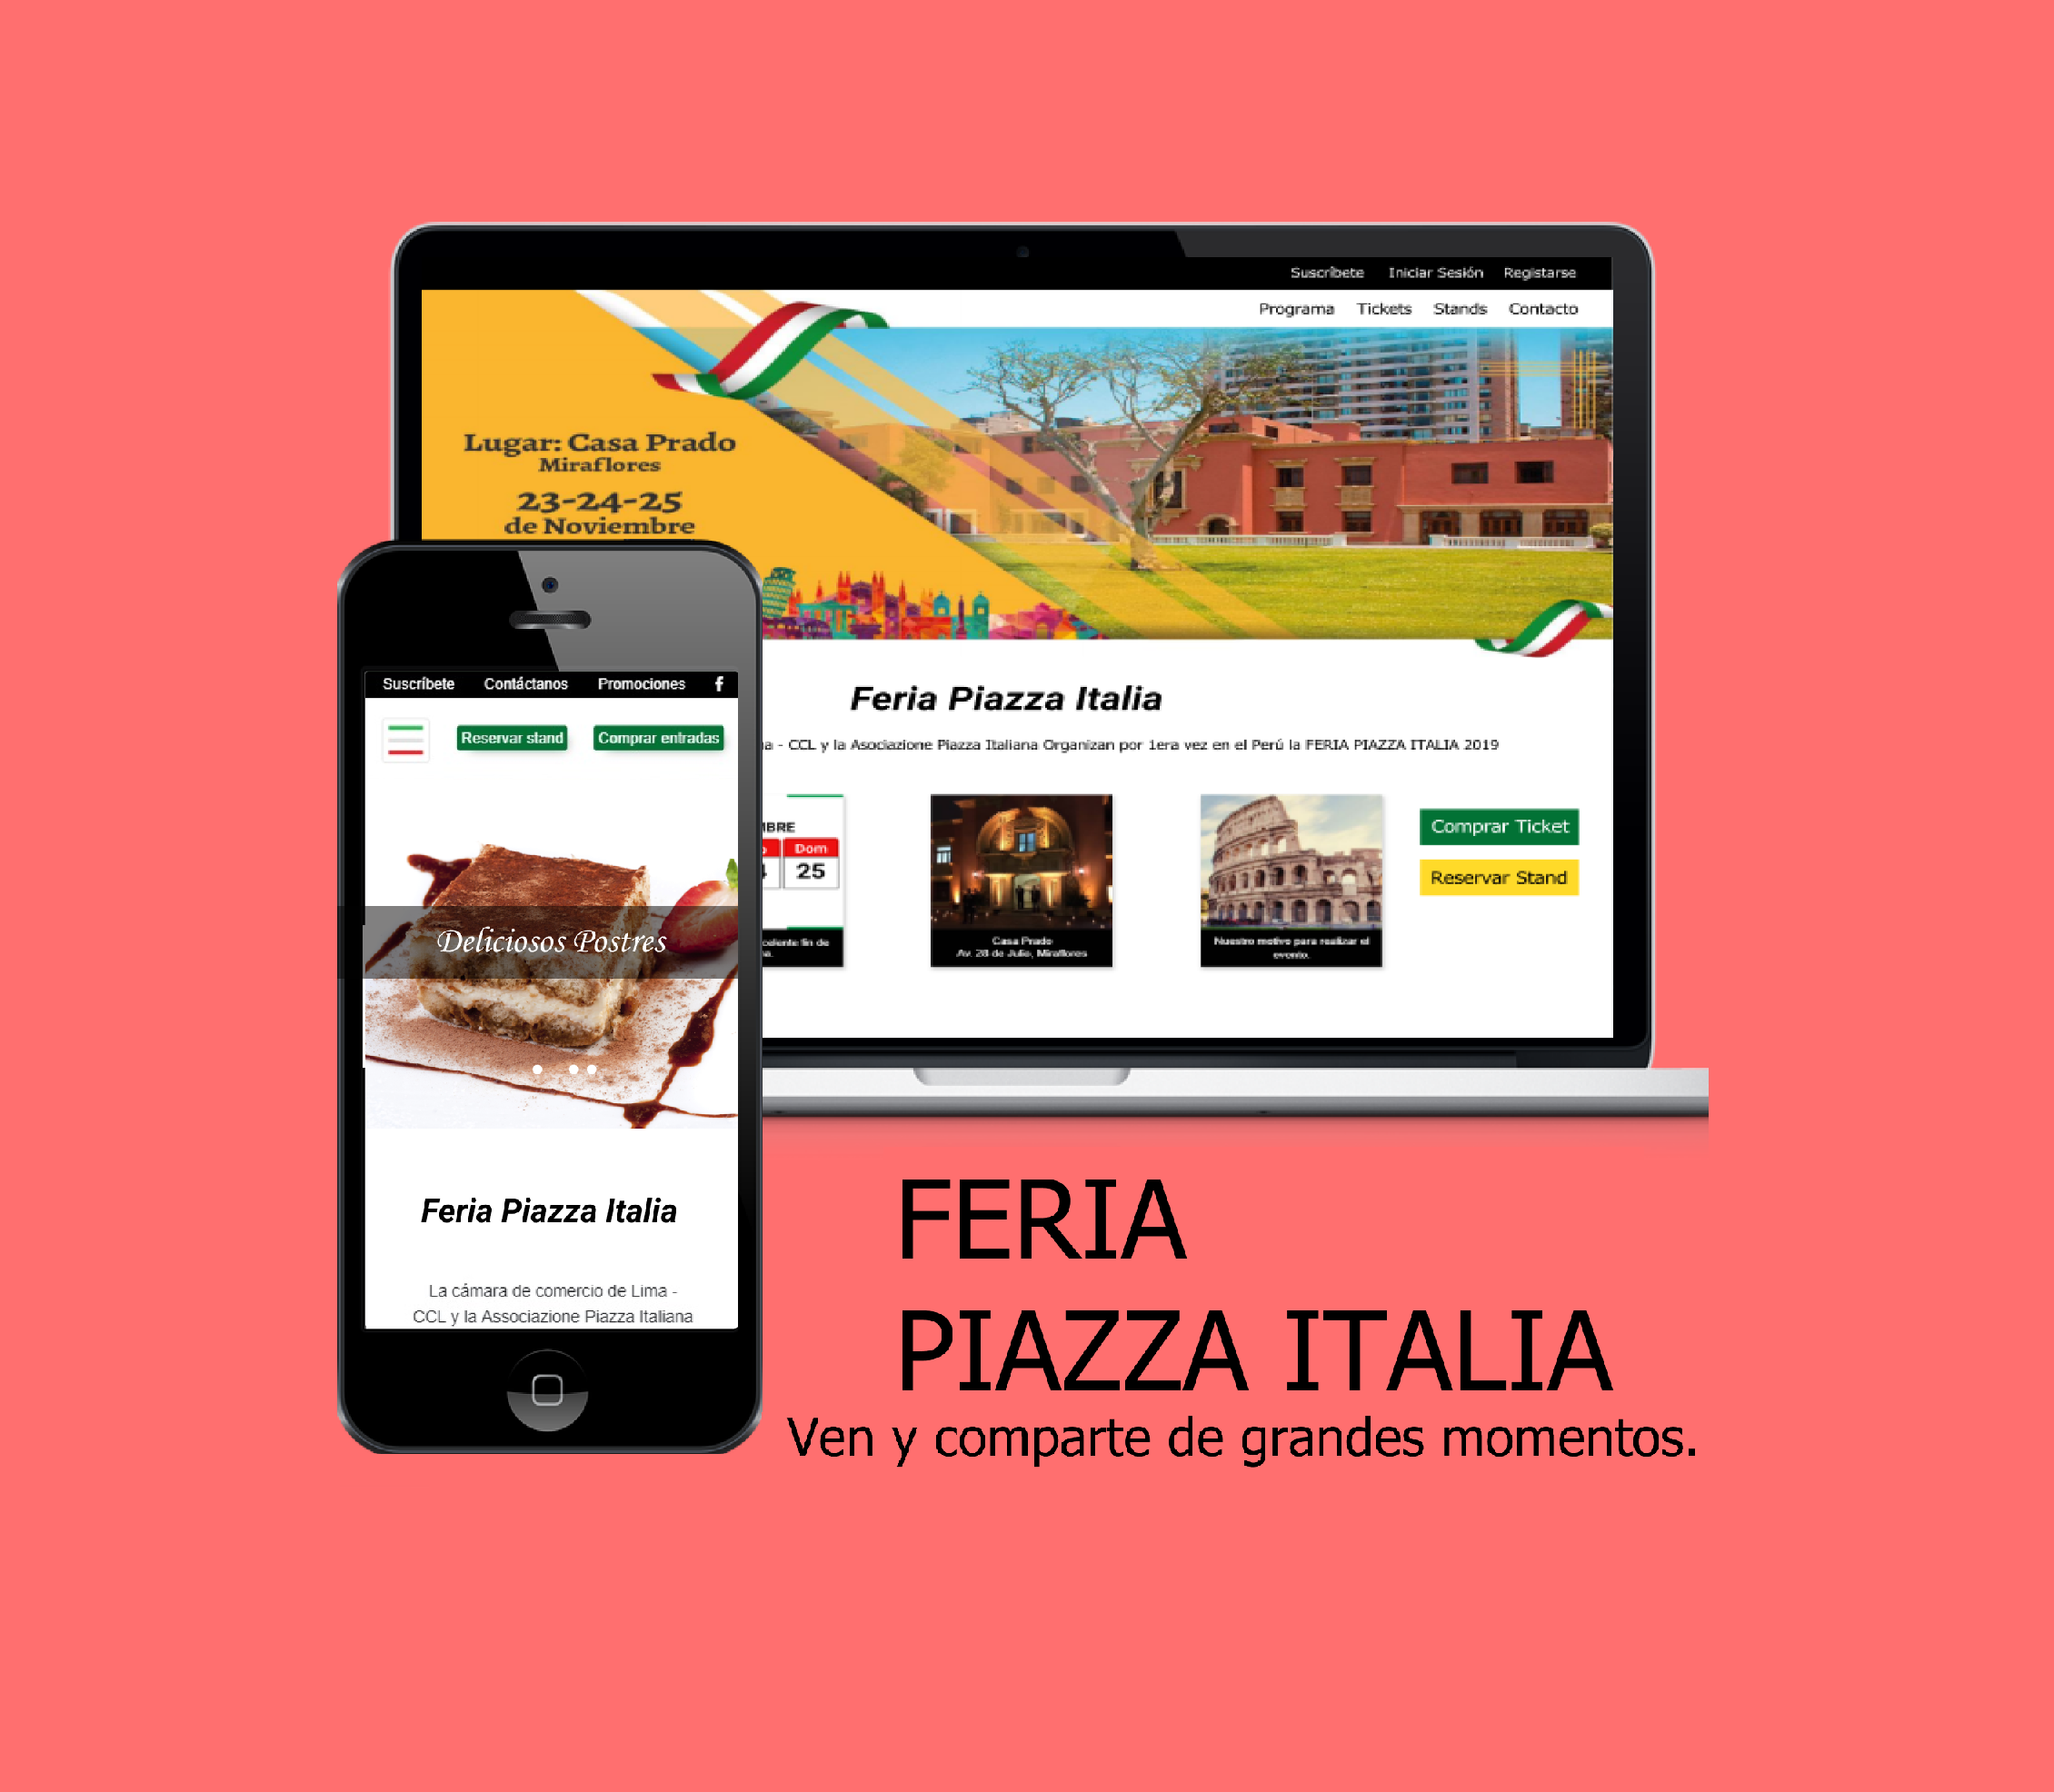 Suscríbete Iniciar Sesión Registarse
Programa Tickets Stands Contacto
Lugar: Casa Prado
Miraflores
23-24-25
de Noviembre
Feria Piazza Italia
- CCL y la Asociazione Piazza Italiana Organizan por 1era vez en el Perú la FERIA PIAZZA ITALIA 2019
Dom
25
fin de
Casa Prado
Av. 28 de Julio, Miraflores
Nuestro motivo para realizar el
evento.
Comprar Ticket
Reservar Stand
Suscríbete Contáctanos Promociones f
Reservar stand Comprar entradas
Deliciosos Postres
Feria Piazza Italia
La cámara de comercio de Lima -
CCL y la Associazione Piazza Italiana
FERIA
PIAZZA ITALIA
Ven y comparte de grandes momentos.